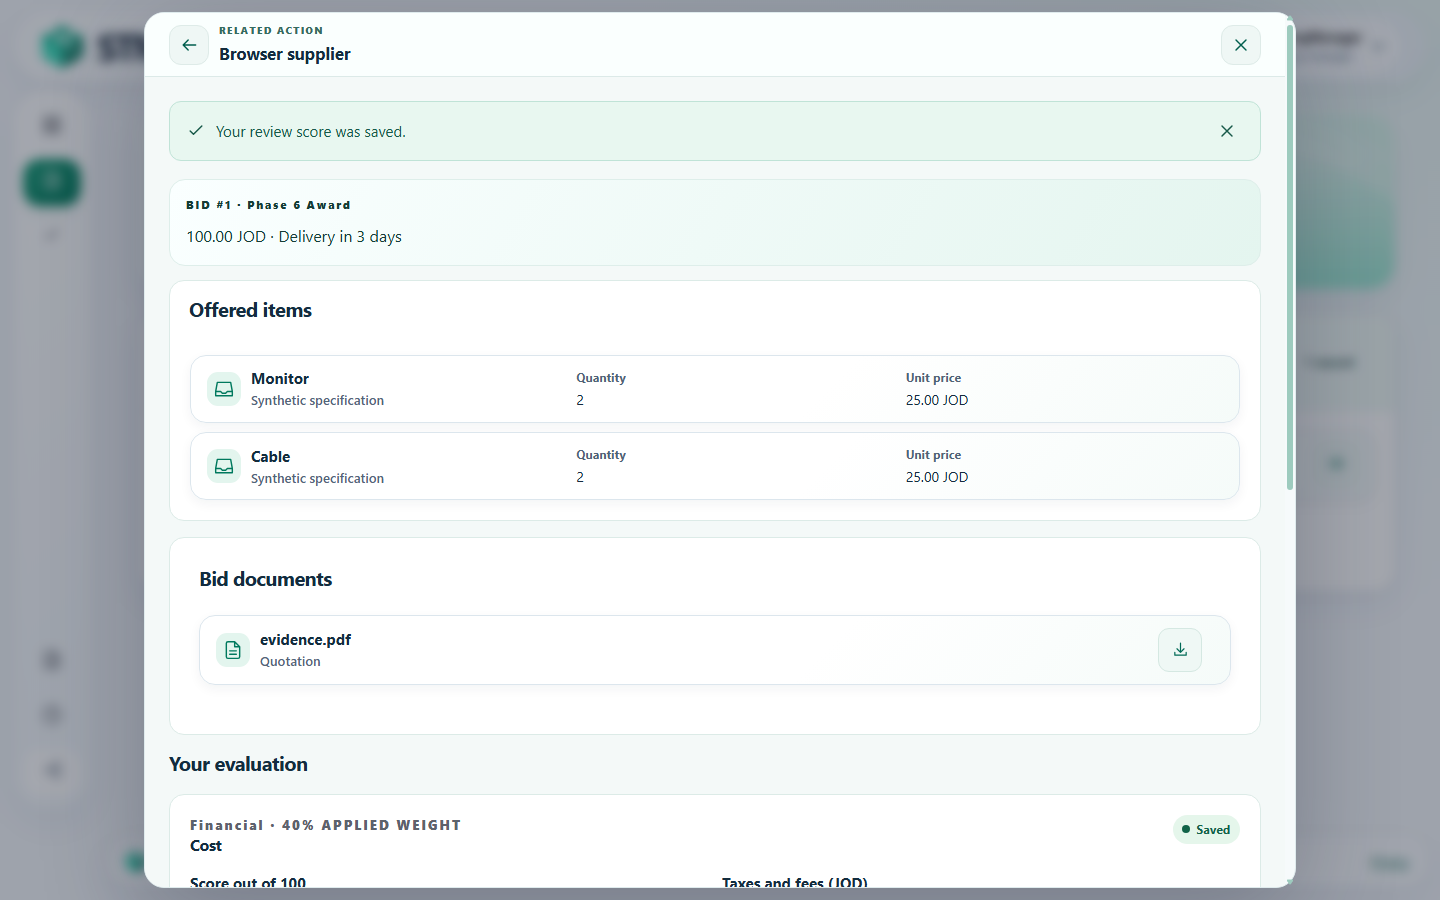 RELATED ACTION
Browser supplier
Your review score was saved.
BID #1 · Phase 6 Award
100.00 JOD · Delivery in 3 days
Offered items
Monitor
Synthetic specification
Quantity
2
Unit price
25.00 JOD
Cable
Synthetic specification
Quantity
2
Unit price
25.00 JOD
Bid documents
evidence.pdf
Quotation
Your evaluation
Financial · 40% APPLIED WEIGHT
Cost
Saved
Score out of 100
Taxes and fees (JOD)